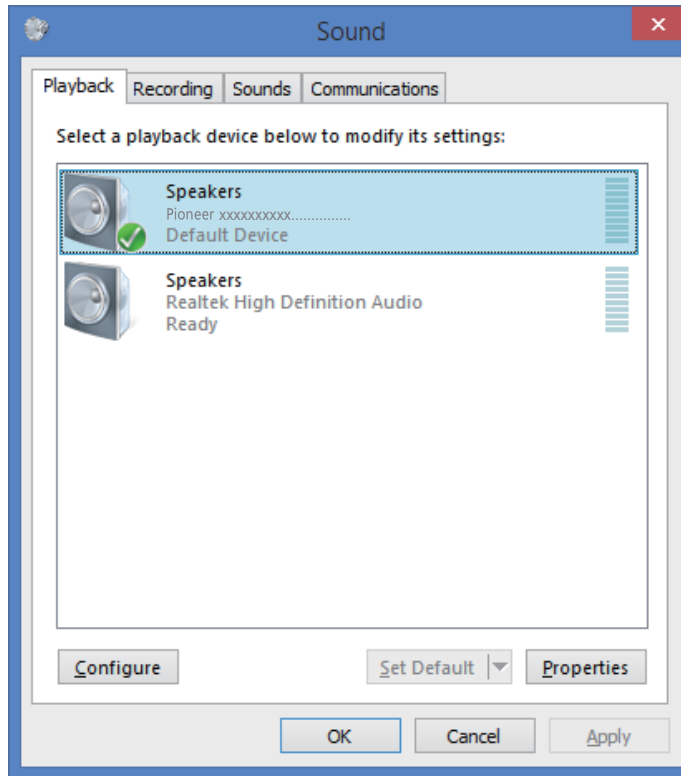 Sound
Playback Recording Sounds Communications
Select a playback device below to modify its settings:
Speakers
Pioneer xxxxxxxxxx...............
Default Device
Speakers
Realtek High Definition Audio
Ready
Configure Set Default Properties
OK Cancel Apply